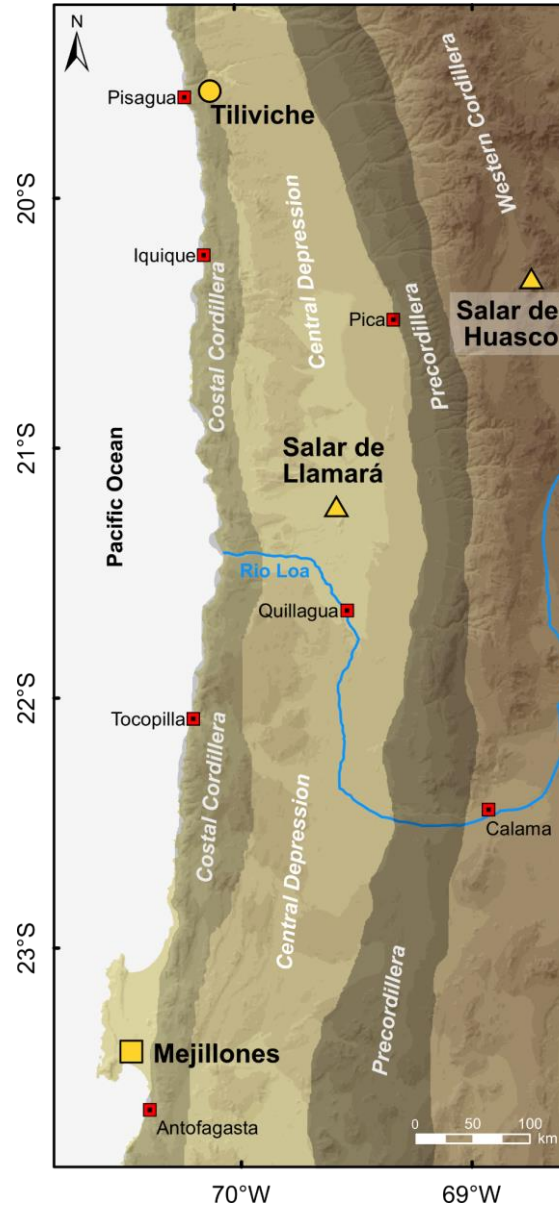 N
Pisagua
Tiliviche
Western Cordillera
20°S
Central Depression
Iquique
Costal Cordillera
Pica
Precordillera
Salar de
Huasco
21°S
Salar de
Llamará
Pacific Ocean
Rio Loa
Quillagua
22°S
Tocopilla
Costal Cordillera
Calama
Central Depression
23°S
Precordillera
Mejillones
Antofagasta
0 50 100
km
70°W 69°W